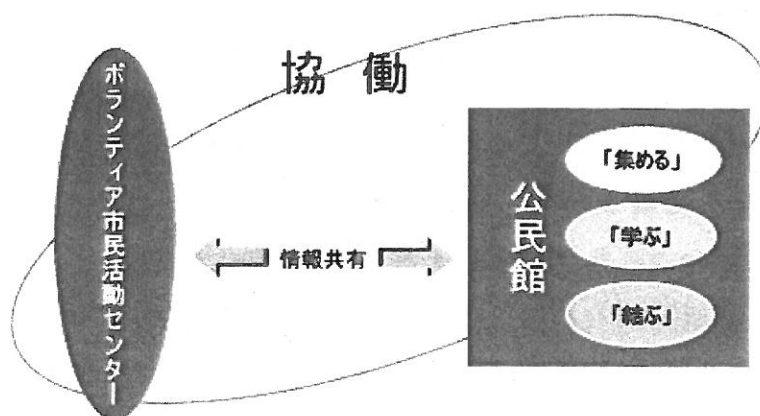 協働
ボランティア市民活動センター
情報共有
公民館
「集める」
「学ぶ」
「結ぶ」